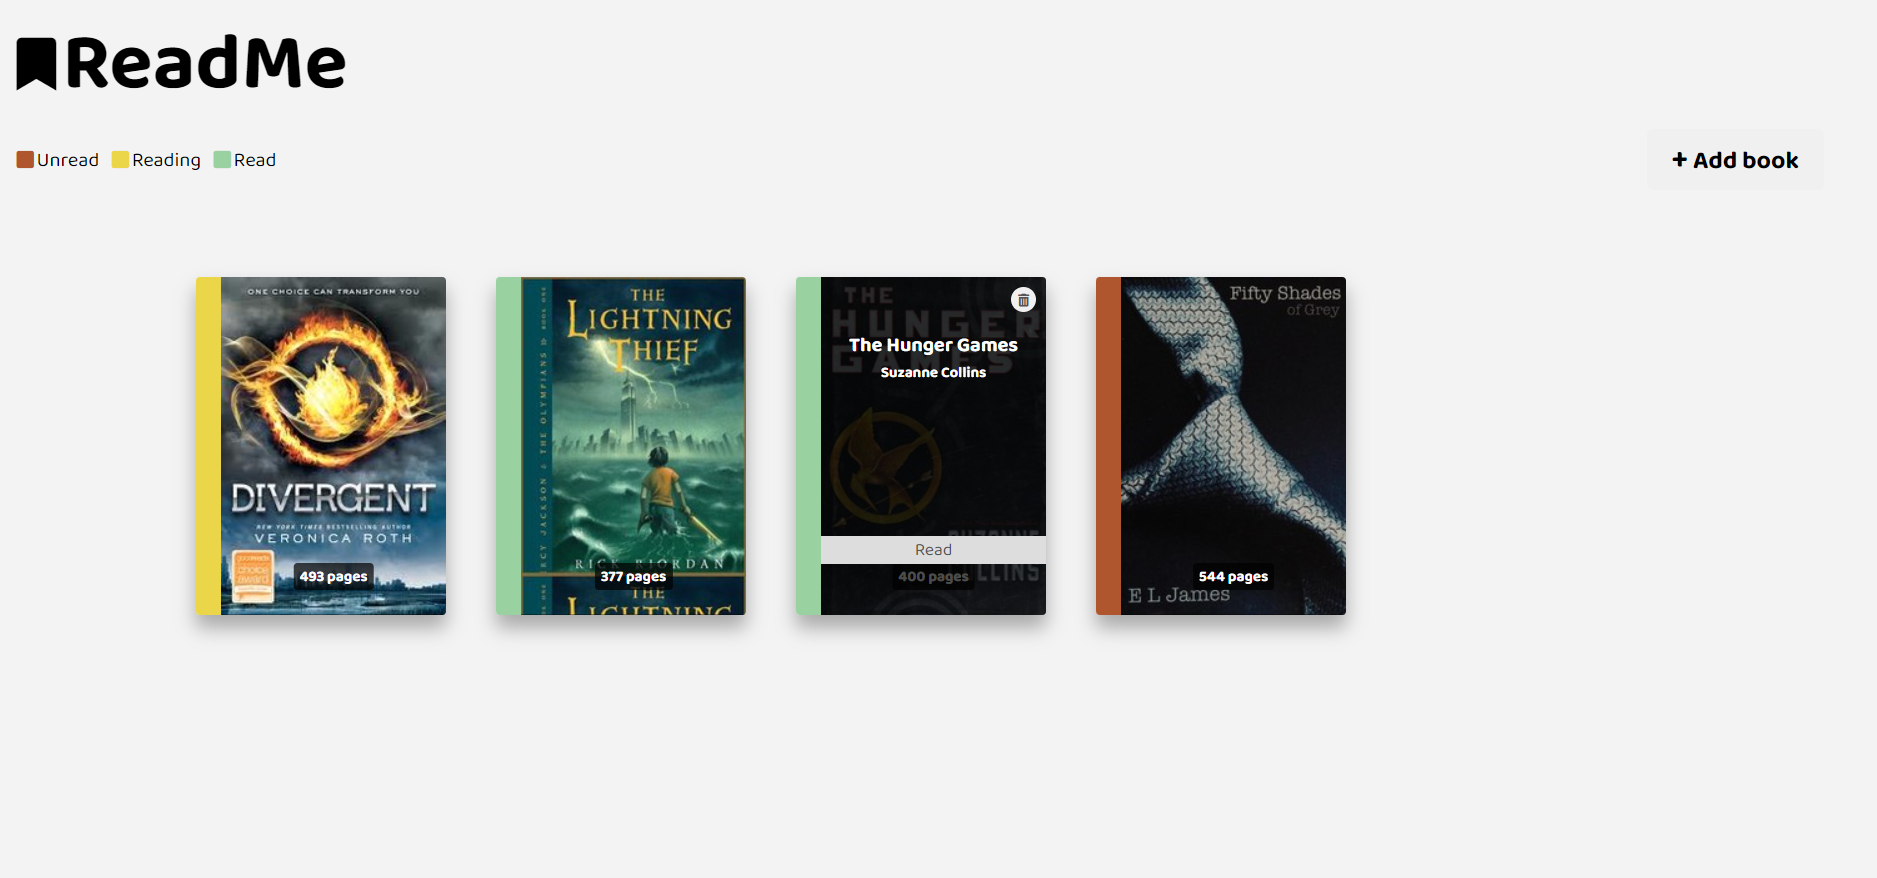 ReadMe
Unread Reading Read
+ Add book
ONE CHOICE CAN TRANSFORM YOU
DIVERGENT
NEW YORK TIMES BESTSELLING AUTHOR
VERONICA ROTH
goodreads
choice
award
493 pages
THE
LIGHTNING
THIEF
PERCY JACKSON & THE OLYMPIANS BOOK ONE
RICK RIORDAN
377 pages
THE
LIGHTNING
THE
HUNGER
GAMES
The Hunger Games
Suzanne Collins
SUZANNE
Read
400 pages
LLINS
Fifty Shades
of Grey
544 pages
E L James